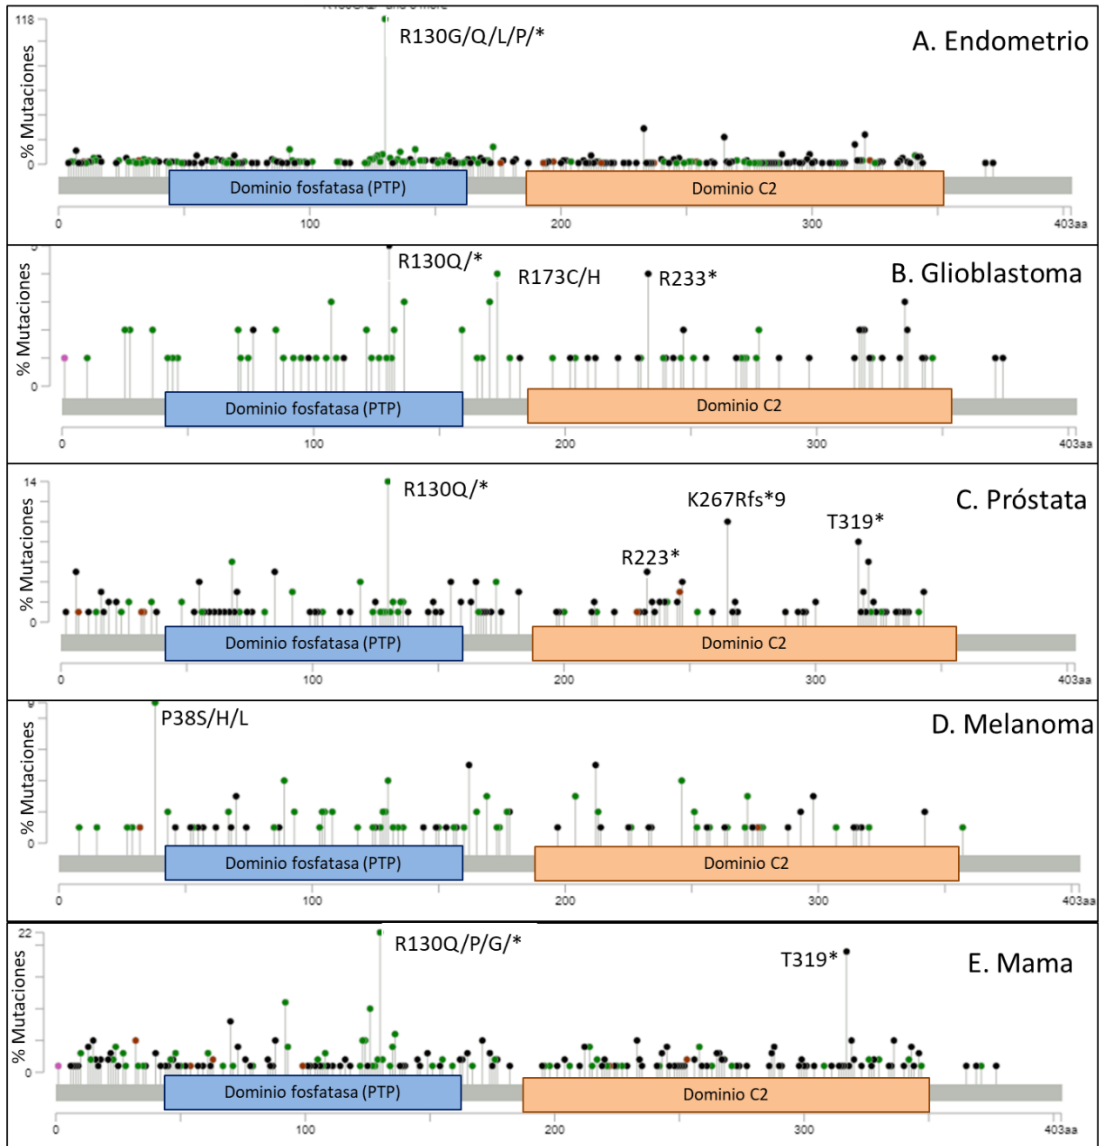 118
R130G/Q/L/P/*
A. Endometrio
% Mutaciones
0
Dominio fosfatasa (PTP)
Dominio C2
0
100
200
300
403aa
R130Q/*
R173C/H
R233*
B. Glioblastoma
% Mutaciones
0
Dominio fosfatasa (PTP)
Dominio C2
0
100
200
300
403aa
14
R130Q/*
K267Rfs*9
C. Próstata
T319*
R223*
% Mutaciones
0
Dominio fosfatasa (PTP)
Dominio C2
0
100
200
300
403aa
P38S/H/L
D. Melanoma
% Mutaciones
0
Dominio fosfatasa (PTP)
Dominio C2
0
100
200
300
403aa
22
R130Q/P/G/*
T319*
E. Mama
% Mutaciones
0
Dominio fosfatasa (PTP)
Dominio C2
0
200
300
403aa